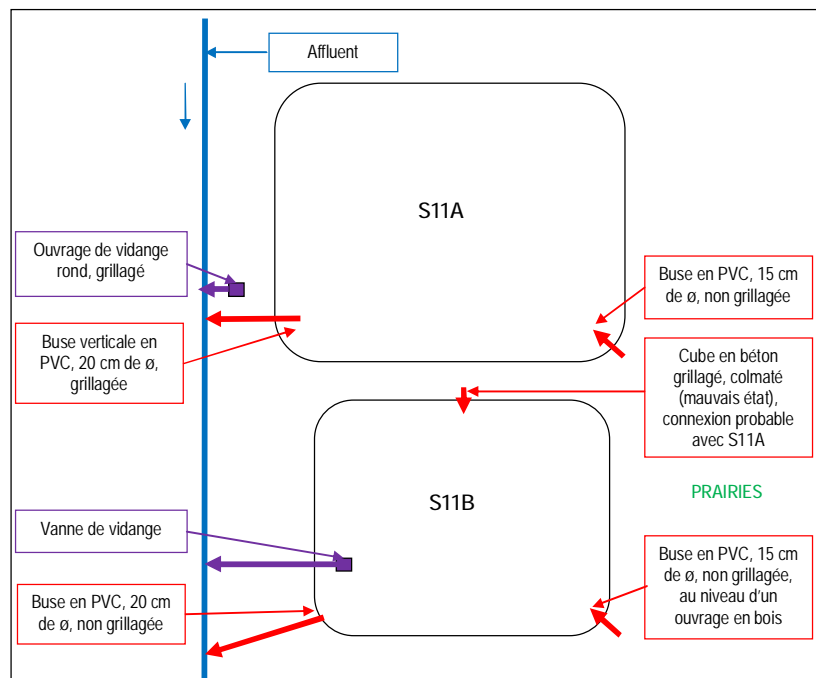 Affluent
S11A
Ouvrage de vidange
rond, grillagé
Buse en PVC, 15 cm
de ø, non grillagée
Buse verticale en
PVC, 20 cm de ø,
grillagée
Cube en béton
grillagé, colmaté
(mauvais état),
connexion probable
avec S11A
PRAIRIES
S11B
Vanne de vidange
Buse en PVC, 15 cm
de ø, non grillagée,
au niveau d'un
ouvrage en bois
Buse en PVC, 20 cm
de ø, non grillagée